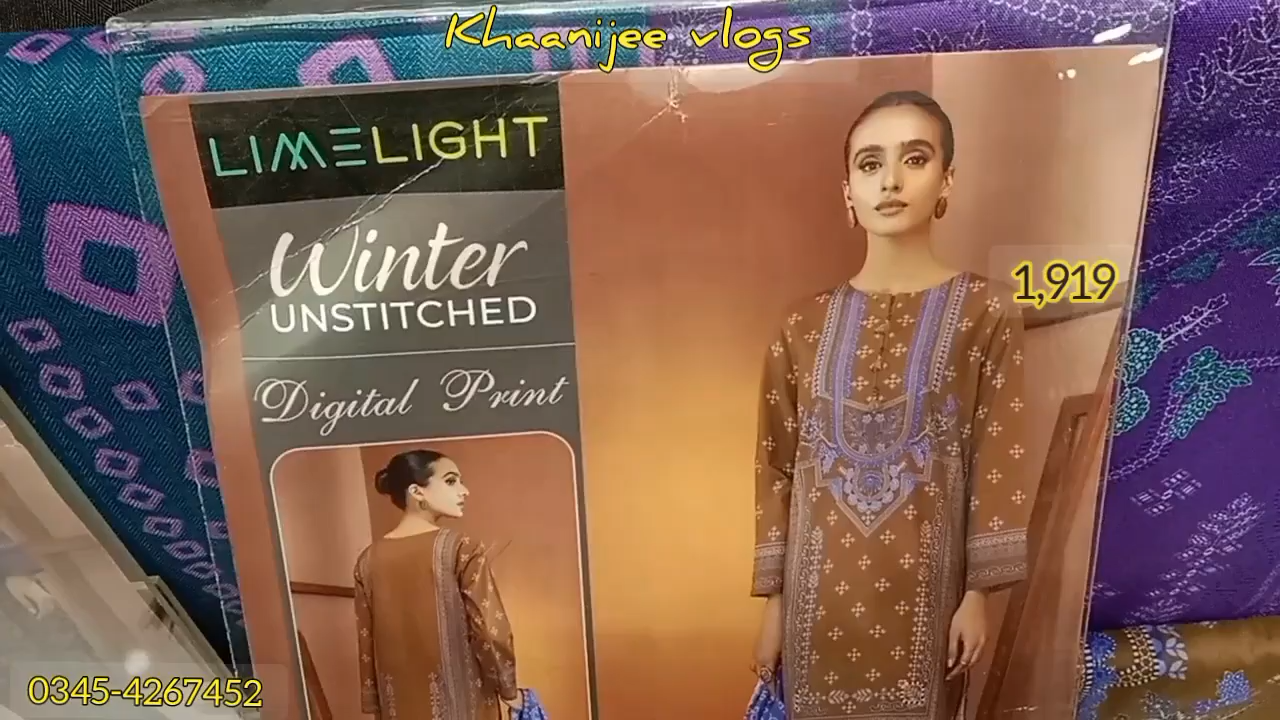 Khaanijee vlogs
LIMELIGHT
Winter
UNSTITCHED
Digital Print
1,919
0345-4267452